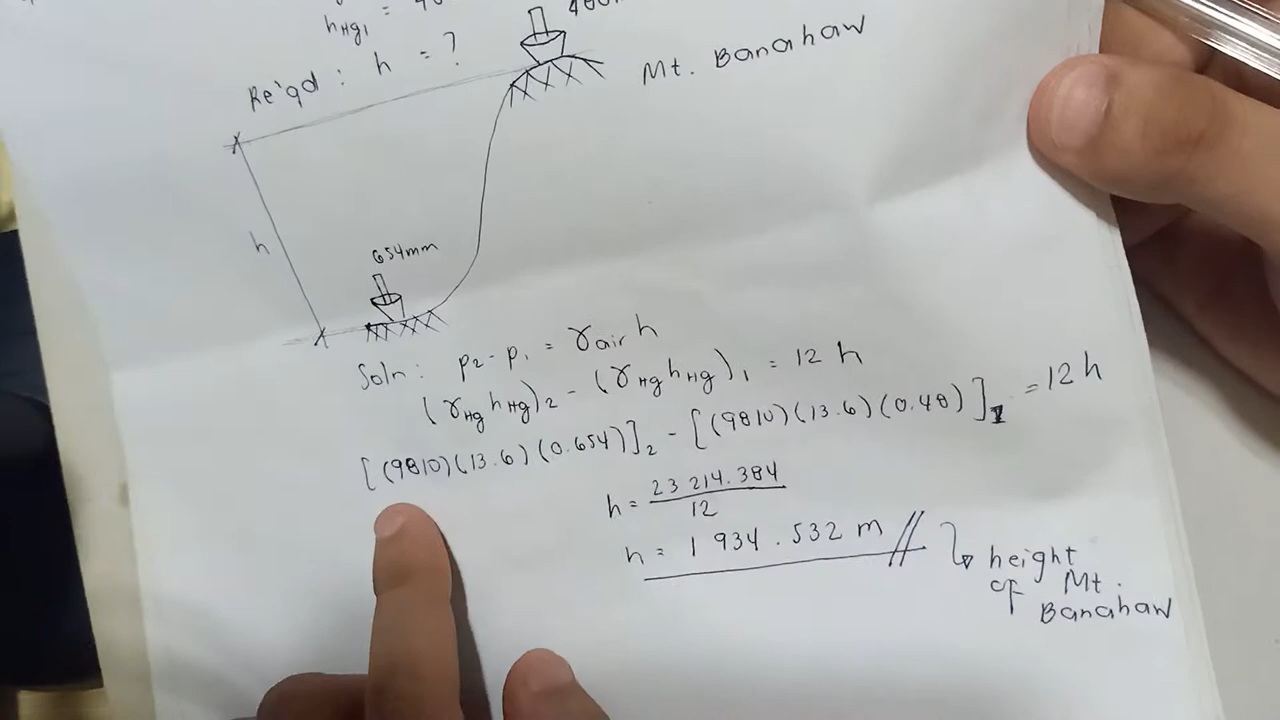 hHg1 =
Re'qd : h = ?
Mt. Banahaw
h
654mm
Soln: p2 - p1 = γair h
(γHg hHg)2 - (γHg hHg)1 = 12 h
[(9810)(13.6)(0.654)]2 - [(9810)(13.6)(0.48)]1 = 12 h
h = 23 214.384 / 12
h = 1 934.532 m // height
of Mt.
Banahaw